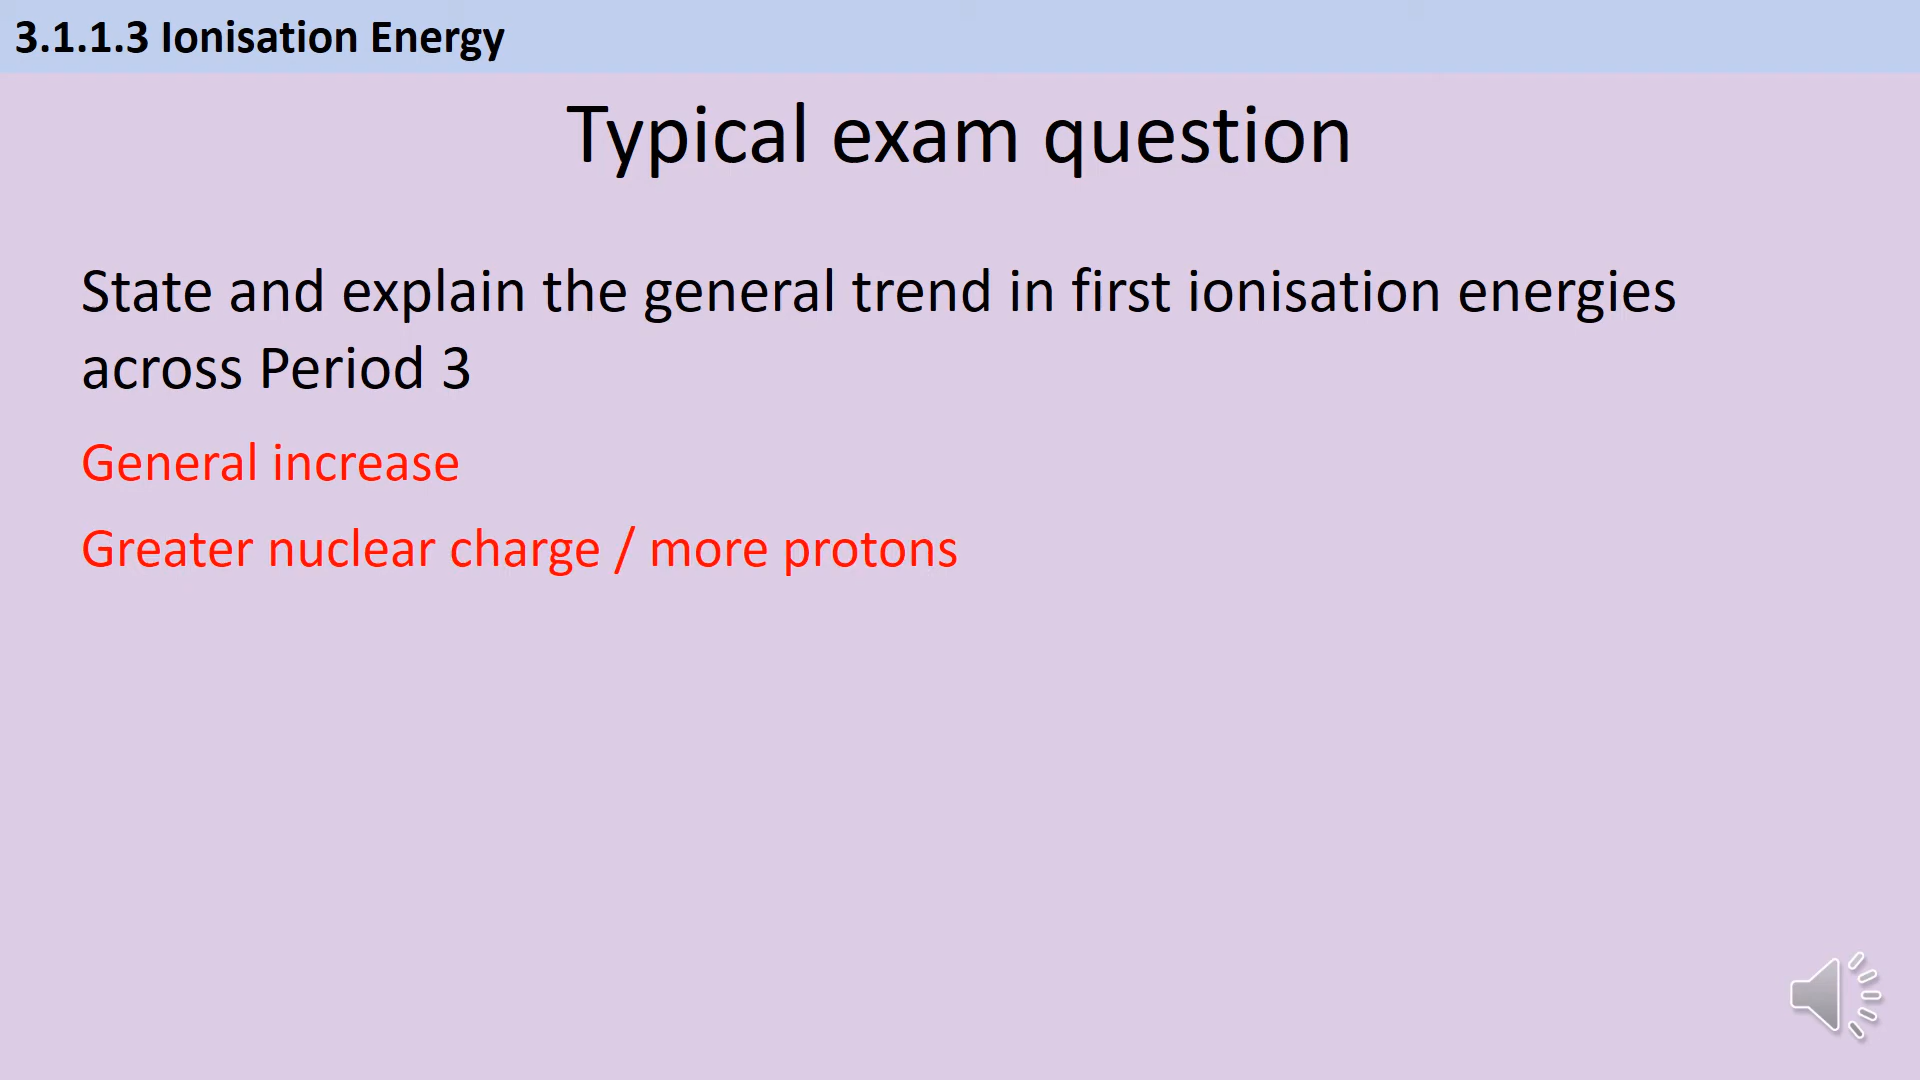 3.1.1.3 Ionisation Energy
Typical exam question
State and explain the general trend in first ionisation energies
across Period 3
General increase
Greater nuclear charge / more protons